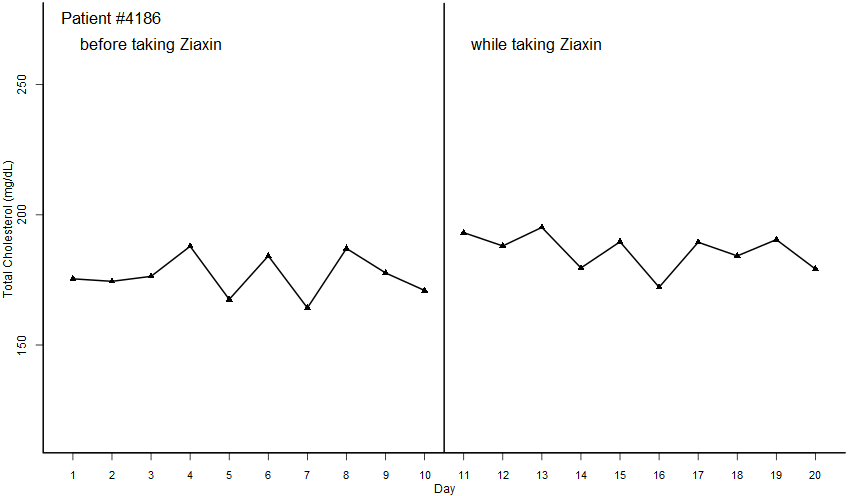 Patient #4186
before taking Ziaxin
while taking Ziaxin
Total Cholesterol (mg/dL)
250
200
150
1 2 3 4 5 6 7 8 9 10 11 12 13 14 15 16 17 18 19 20
Day